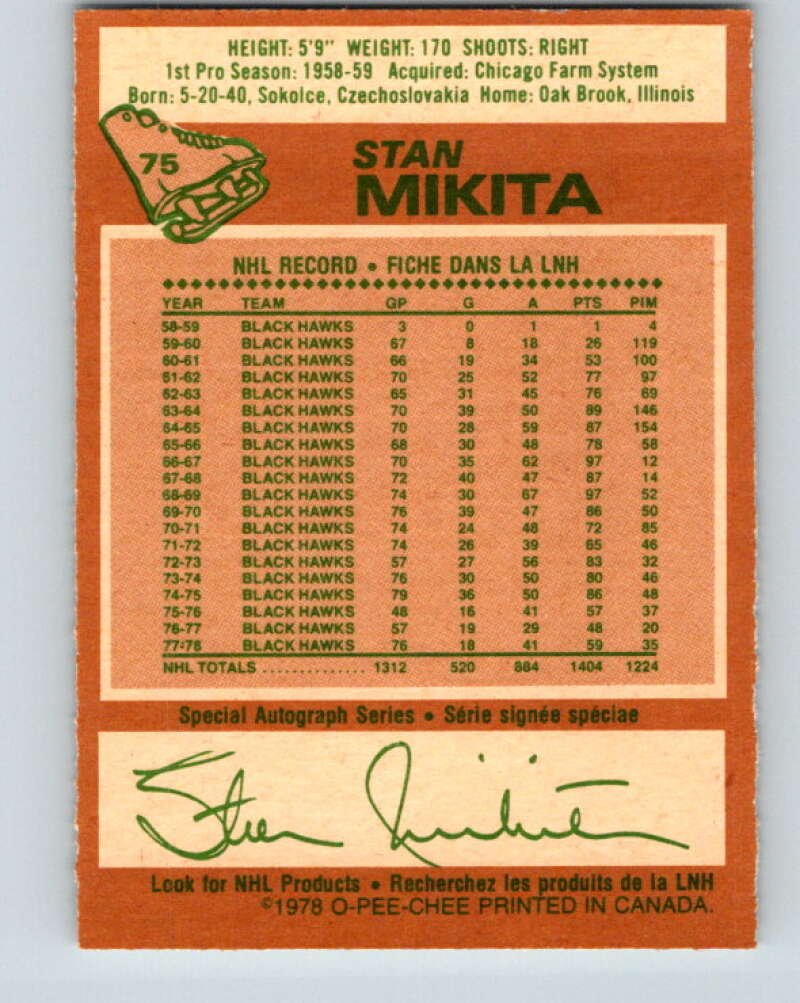 HEIGHT: 5'9" WEIGHT: 170 SHOOTS: RIGHT
1st Pro Season: 1958-59 Acquired: Chicago Farm System
Born: 5-20-40, Sokolce, Czechoslovakia Home: Oak Brook, Illinois
75
STAN
MIKITA
NHL RECORD • FICHE DANS LA LNH
YEAR TEAM GP G A PTS PIM
58-59 BLACK HAWKS 3 0 1 1 4
59-60 BLACK HAWKS 67 8 18 26 119
60-61 BLACK HAWKS 66 19 34 53 100
61-62 BLACK HAWKS 70 25 52 77 97
62-63 BLACK HAWKS 65 31 45 76 69
63-64 BLACK HAWKS 70 39 50 89 146
64-65 BLACK HAWKS 70 28 59 87 154
65-66 BLACK HAWKS 68 30 48 78 58
66-67 BLACK HAWKS 70 35 62 97 12
67-68 BLACK HAWKS 72 40 47 87 14
68-69 BLACK HAWKS 74 30 67 97 52
69-70 BLACK HAWKS 76 39 47 86 50
70-71 BLACK HAWKS 74 24 48 72 85
71-72 BLACK HAWKS 74 26 39 65 46
72-73 BLACK HAWKS 57 27 56 83 32
73-74 BLACK HAWKS 76 30 50 80 46
74-75 BLACK HAWKS 79 36 50 86 48
75-76 BLACK HAWKS 48 16 41 57 37
76-77 BLACK HAWKS 57 19 29 48 20
77-78 BLACK HAWKS 76 18 41 59 35
NHL TOTALS .............. 1312 520 884 1404 1224
Special Autograph Series • Série signée spéciae
Stan Mikita
Look for NHL Products • Recherchez les produits de la LNH
©1978 O-PEE-CHEE PRINTED IN CANADA.